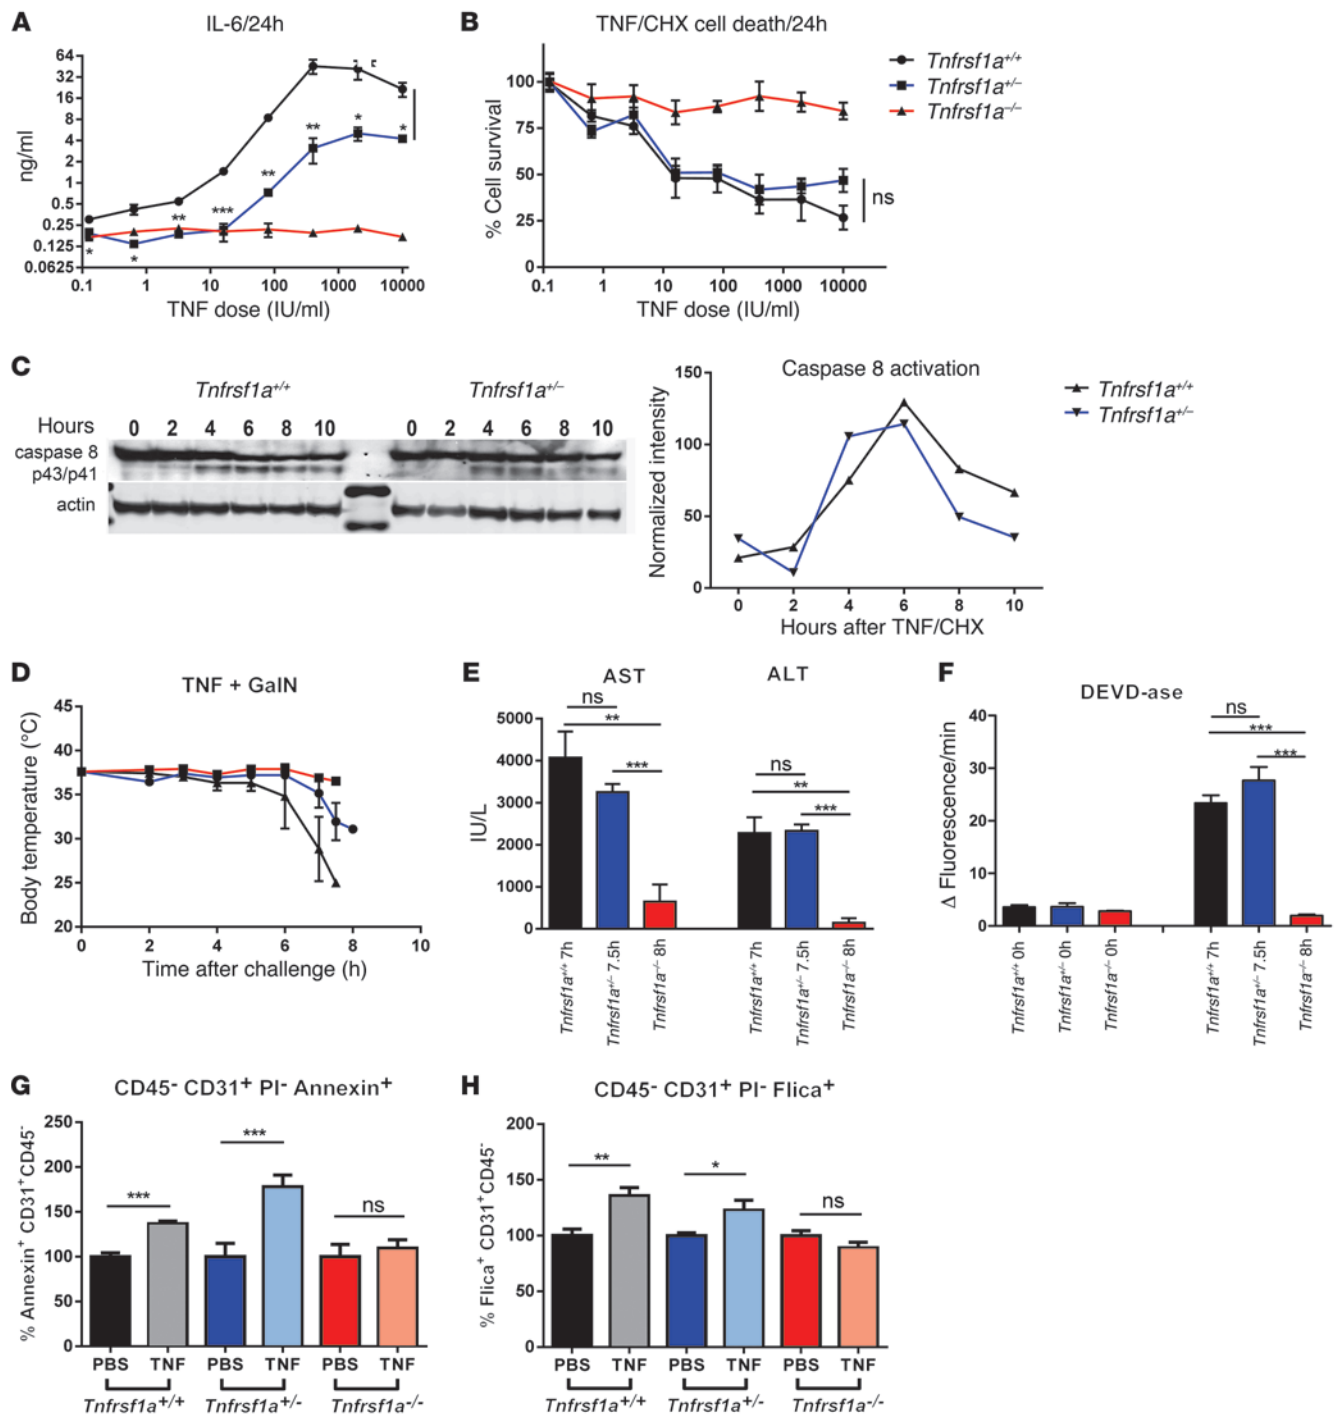 A
IL-6/24h
64
32
16
8
4
2
1
0.5
0.25
0.125
0.0625
ng/ml
** * *
**
** ***
* *
0.1 1 10 100 1000 10000
TNF dose (IU/ml)
B
TNF/CHX cell death/24h
100
75
50
25
0
% Cell survival
ns
0.1 1 10 100 1000 10000
TNF dose (IU/ml)
Tnfrsf1a+/+
Tnfrsf1a+/–
Tnfrsf1a–/–
C
Tnfrsf1a+/+ Tnfrsf1a+/–
Hours 0 2 4 6 8 10 0 2 4 6 8 10
caspase 8
p43/p41
actin
Caspase 8 activation
150
100
50
0
Normalized intensity
0 2 4 6 8 10
Hours after TNF/CHX
Tnfrsf1a+/+
Tnfrsf1a+/–
D
TNF + GalN
45
40
35
30
25
20
Body temperature (°C)
0 2 4 6 8 10
Time after challenge (h)
E
AST ALT
ns
**
***
ns
**
***
5000
4000
3000
2000
1000
0
IU/L
Tnfrsf1a+/+ 7h
Tnfrsf1a+/– 7.5h
Tnfrsf1a–/– 8h
Tnfrsf1a+/+ 7h
Tnfrsf1a+/– 7.5h
Tnfrsf1a–/– 8h
F
DEVD-ase
ns
***
***
40
30
20
10
0
Δ Fluorescence/min
Tnfrsf1a+/+ 0h
Tnfrsf1a+/– 0h
Tnfrsf1a–/– 0h
Tnfrsf1a+/+ 7h
Tnfrsf1a+/– 7.5h
Tnfrsf1a–/– 8h
G
CD45- CD31+ PI- Annexin+
250
200
150
100
50
0
% Annexin+ CD31+CD45-
*** *** ns
PBS TNF PBS TNF PBS TNF
Tnfrsf1a+/+ Tnfrsf1a+/- Tnfrsf1a-/-
H
CD45- CD31+ PI- Flica+
200
150
100
50
0
% Flica+ CD31+CD45-
** * ns
PBS TNF PBS TNF PBS TNF
Tnfrsf1a+/+ Tnfrsf1a+/- Tnfrsf1a-/-